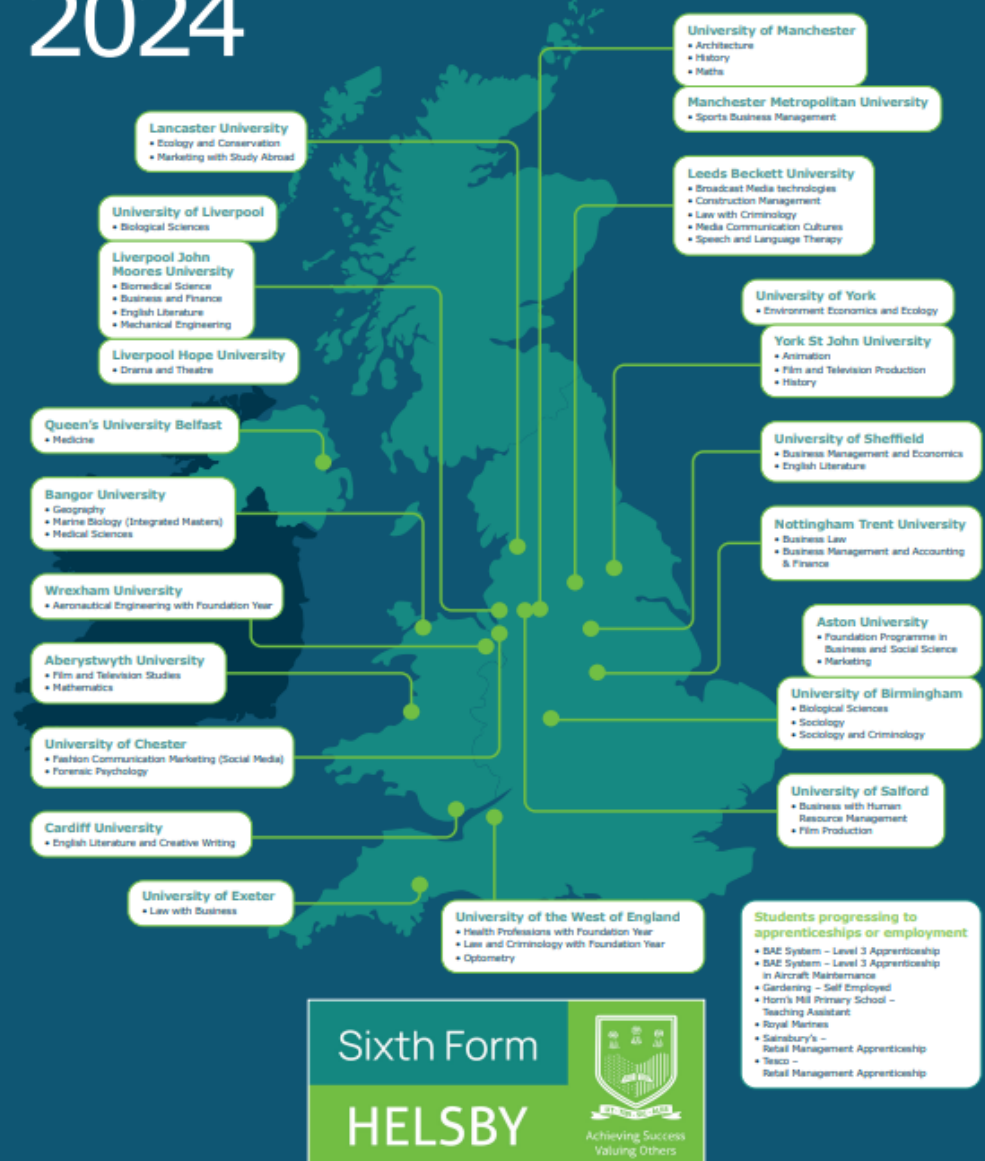 2024
University of Manchester
• Architecture
• History
• Maths
Manchester Metropolitan University
• Sports Business Management
Lancaster University
• Ecology and Conservation
• Marketing with Study Abroad
Leeds Beckett University
• Broadcast Media technologies
• Construction Management
• Law with Criminology
• Media Communication Cultures
• Speech and Language Therapy
University of Liverpool
• Biological Sciences
Liverpool John
Moores University
• Biomedical Science
• Business and Finance
• English Literature
• Mechanical Engineering
Liverpool Hope University
• Drama and Theatre
University of York
• Environment Economics and Ecology
York St John University
• Animation
• Film and Television Production
• History
Queen's University Belfast
• Medicine
University of Sheffield
• Business Management and Economics
• English Literature
Bangor University
• Geography
• Marine Biology (Integrated Masters)
• Medical Sciences
Nottingham Trent University
• Business Law
• Business Management and Accounting
& Finance
Wrexham University
• Aeronautical Engineering with Foundation Year
Aston University
• Foundation Programme in
Business and Social Science
• Marketing
Aberystwyth University
• Film and Television Studies
• Mathematics
University of Birmingham
• Biological Sciences
• Sociology
• Sociology and Criminology
University of Chester
• Fashion Communication Marketing (Social Media)
• Forensic Psychology
University of Salford
• Business with Human
Resource Management
• Film Production
Cardiff University
• English Literature and Creative Writing
University of Exeter
• Law with Business
University of the West of England
• Health Professions with Foundation Year
• Law and Criminology with Foundation Year
• Optometry
Students progressing to
apprenticeships or employment
• BAE System – Level 3 Apprenticeship
• BAE System – Level 3 Apprenticeship
in Aircraft Mainternance
• Gardening – Self Employed
• Horn's Mill Primary School –
Teaching Assistant
• Royal Marines
• Sainsbury's –
Retail Management Apprenticeship
• Tesco –
Retail Management Apprenticeship
Sixth Form
HELSBY
Achieving Success
Valuing Others